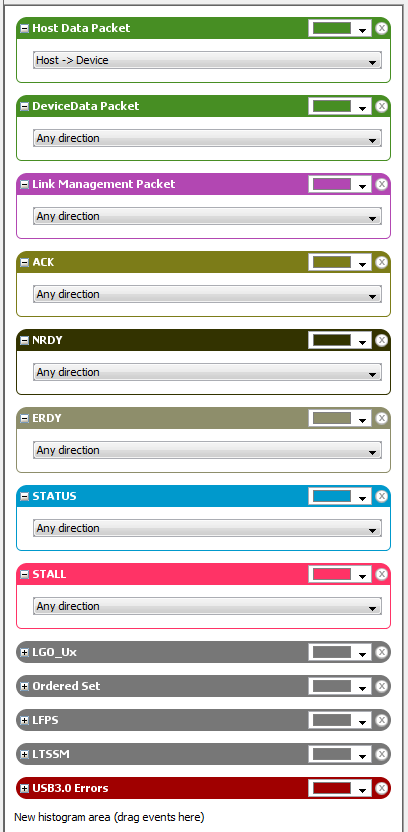 Host Data Packet
Host -> Device
DeviceData Packet
Any direction
Link Management Packet
Any direction
ACK
Any direction
NRDY
Any direction
ERDY
Any direction
STATUS
Any direction
STALL
Any direction
LGO_Ux
Ordered Set
LFPS
LTSSM
USB3.0 Errors
New histogram area (drag events here)